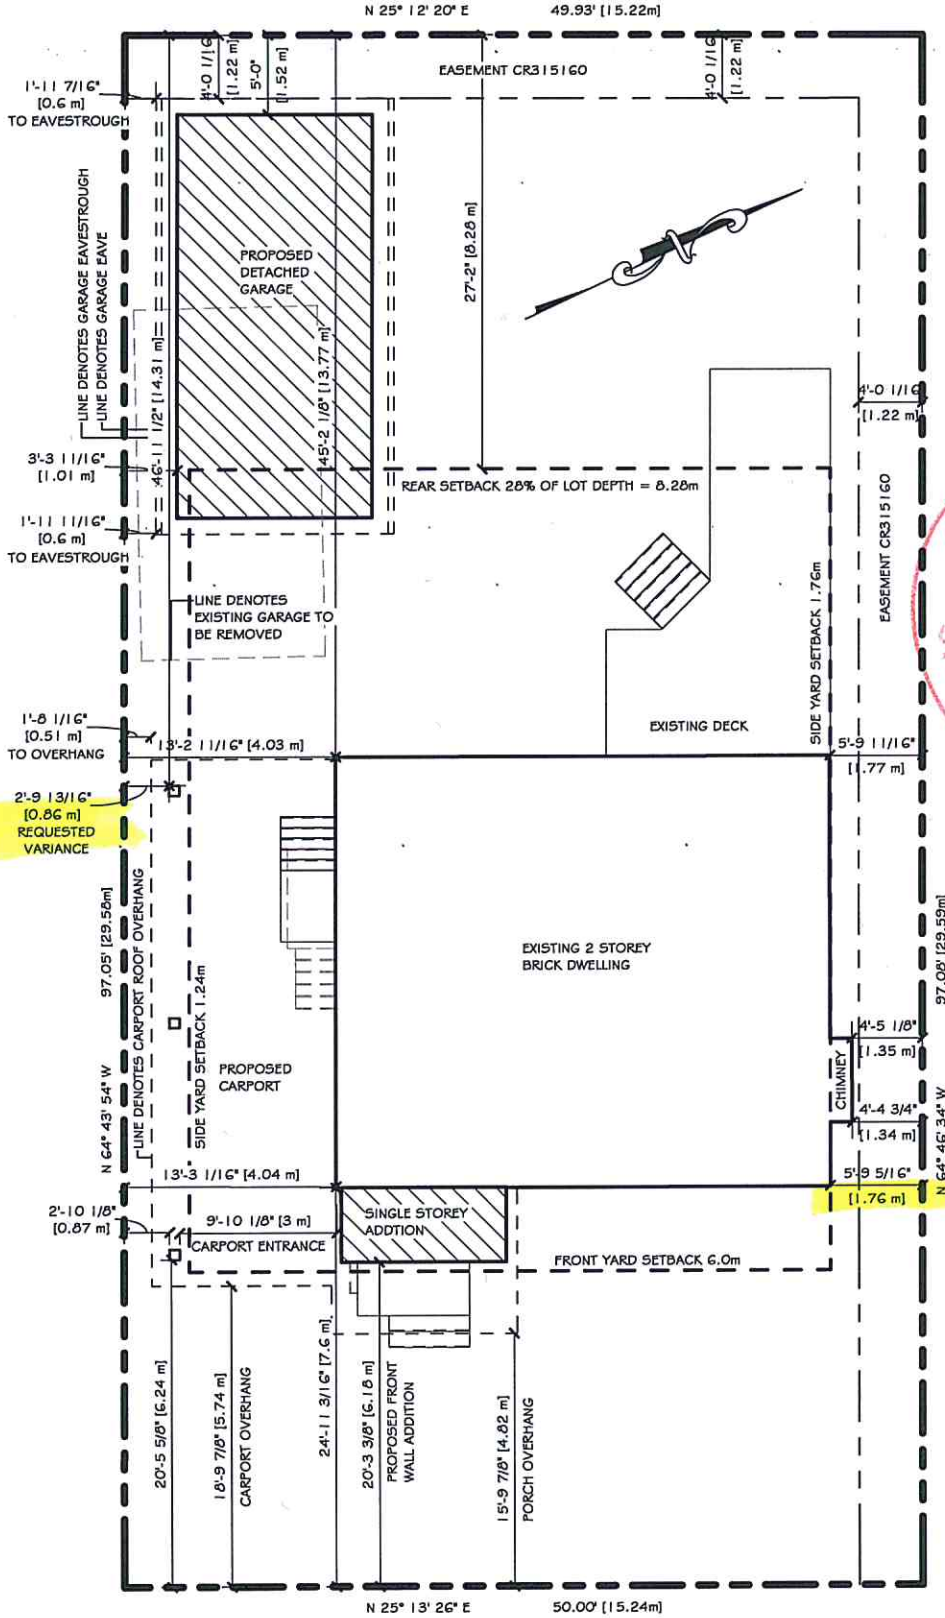 N 25° 12' 20" E 49.93' [15.22m]
EASEMENT CR315160
4'-0 1/16
[1.22 m]
5'-0"
[1.52 m]
4'-0 1/16
[1.22 m]
1'-11 7/16"
[0.6 m]
TO EAVESTROUGH
LINE DENOTES GARAGE EAVESTROUGH
LINE DENOTES GARAGE EAVE
PROPOSED
DETACHED
GARAGE
27'-2" [8.28 m]
46'-11 1/2" [14.31 m]
45'-2 1/8" [13.77 m]
N
4'-0 1/16
[1.22 m]
3'-3 11/16"
[1.01 m]
REAR SETBACK 28% OF LOT DEPTH = 8.28m
EASEMENT CR315160
1'-11 11/16"
[0.6 m]
TO EAVESTROUGH
LINE DENOTES
EXISTING GARAGE TO
BE REMOVED
SIDE YARD SETBACK 1.76m
EXISTING DECK
1'-8 1/16"
[0.51 m]
TO OVERHANG
13'-2 11/16" [4.03 m]
5'-9 11/16"
[1.77 m]
2'-9 13/16"
[0.86 m]
REQUESTED
VARIANCE
LINE DENOTES CARPORT ROOF OVERHANG
N 64° 43' 54" W 97.05' [29.58m]
SIDE YARD SETBACK 1.24m
PROPOSED
CARPORT
EXISTING 2 STOREY
BRICK DWELLING
CHIMNEY
4'-5 1/8"
[1.35 m]
4'-4 3/4"
[1.34 m]
N 64° 46' 34" W 97.08' [29.59m]
13'-3 1/16" [4.04 m]
5'-9 5/16"
[1.76 m]
2'-10 1/8"
[0.87 m]
9'-10 1/8" [3 m]
CARPORT ENTRANCE
SINGLE STOREY
ADDTION
FRONT YARD SETBACK 6.0m
20'-5 5/8" [6.24 m]
18'-9 7/8" [5.74 m]
CARPORT OVERHANG
24'-11 3/16" [7.6 m]
20'-3 3/8" [6.18 m]
PROPOSED FRONT
WALL ADDITION
15'-9 7/8" [4.82 m]
PORCH OVERHANG
N 25° 13' 26" E 50.00' [15.24m]